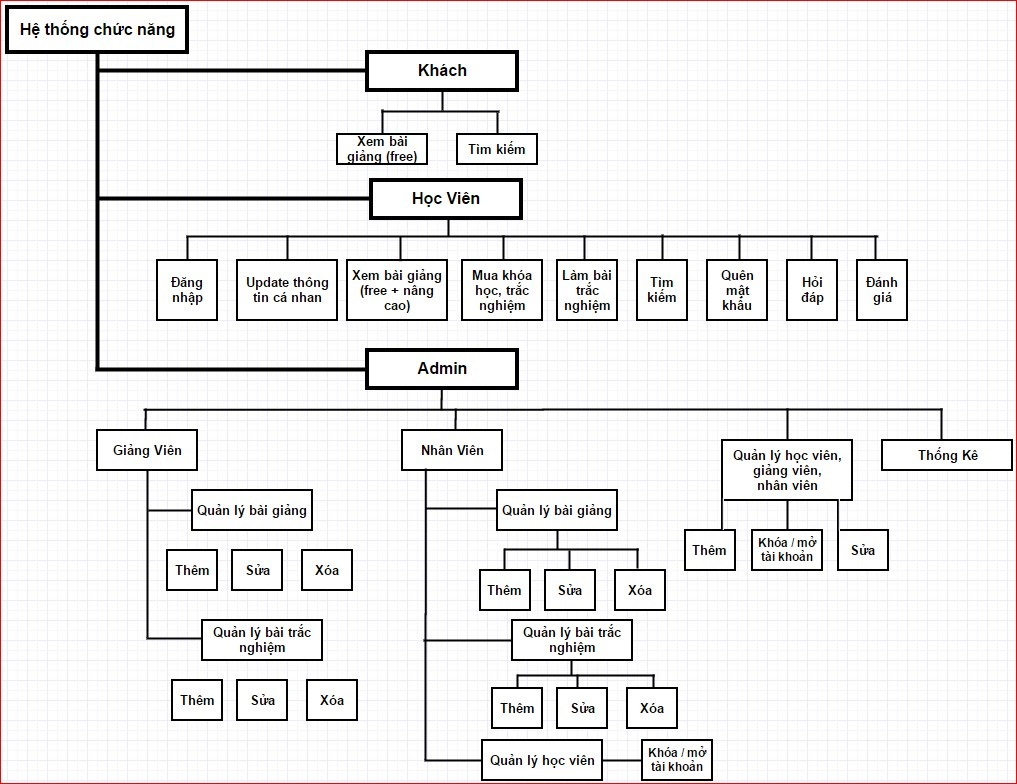 Hệ thống chức năng
Khách
Xem bài
giảng (free)
Tìm kiếm
Học Viên
Đăng
nhập
Update thông
tin cá nhan
Xem bài giảng
(free + nâng
cao)
Mua khóa
học, trắc
nghiệm
Làm bài
trắc
nghiệm
Tìm
kiếm
Quên
mật
khẩu
Hỏi
đáp
Đánh
giá
Admin
Giảng Viên
Nhân Viên
Quản lý học viên,
giảng viên,
nhân viên
Thống Kê
Quản lý bài giảng
Thêm
Sửa
Xóa
Quản lý bài trắc
nghiệm
Thêm
Sửa
Xóa
Quản lý bài giảng
Thêm
Sửa
Xóa
Quản lý bài trắc
nghiệm
Thêm
Sửa
Xóa
Quản lý học viên
Khóa / mở
tài khoản
Thêm
Khóa / mở
tài khoản
Sửa